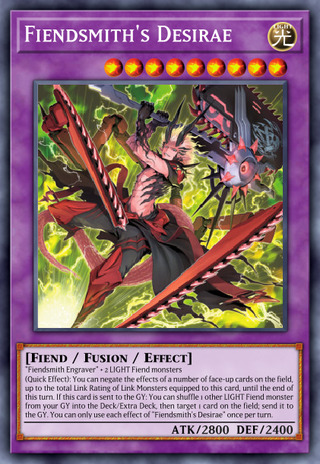 Fiendsmith's Desirae
LIGHT
光
[Fiend / Fusion / Effect]
"Fiendsmith Engraver" + 2 LIGHT Fiend monsters
(Quick Effect): You can negate the effects of a number of face-up cards on the field,
up to the total Link Rating of Link Monsters equipped to this card, until the end of
this turn. If this card is sent to the GY: You can shuffle 1 other LIGHT Fiend monster
from your GY into the Deck/Extra Deck, then target 1 card on the field; send it to
the GY. You can only use each effect of "Fiendsmith's Desirae" once per turn.
ATK/2800 DEF/2400